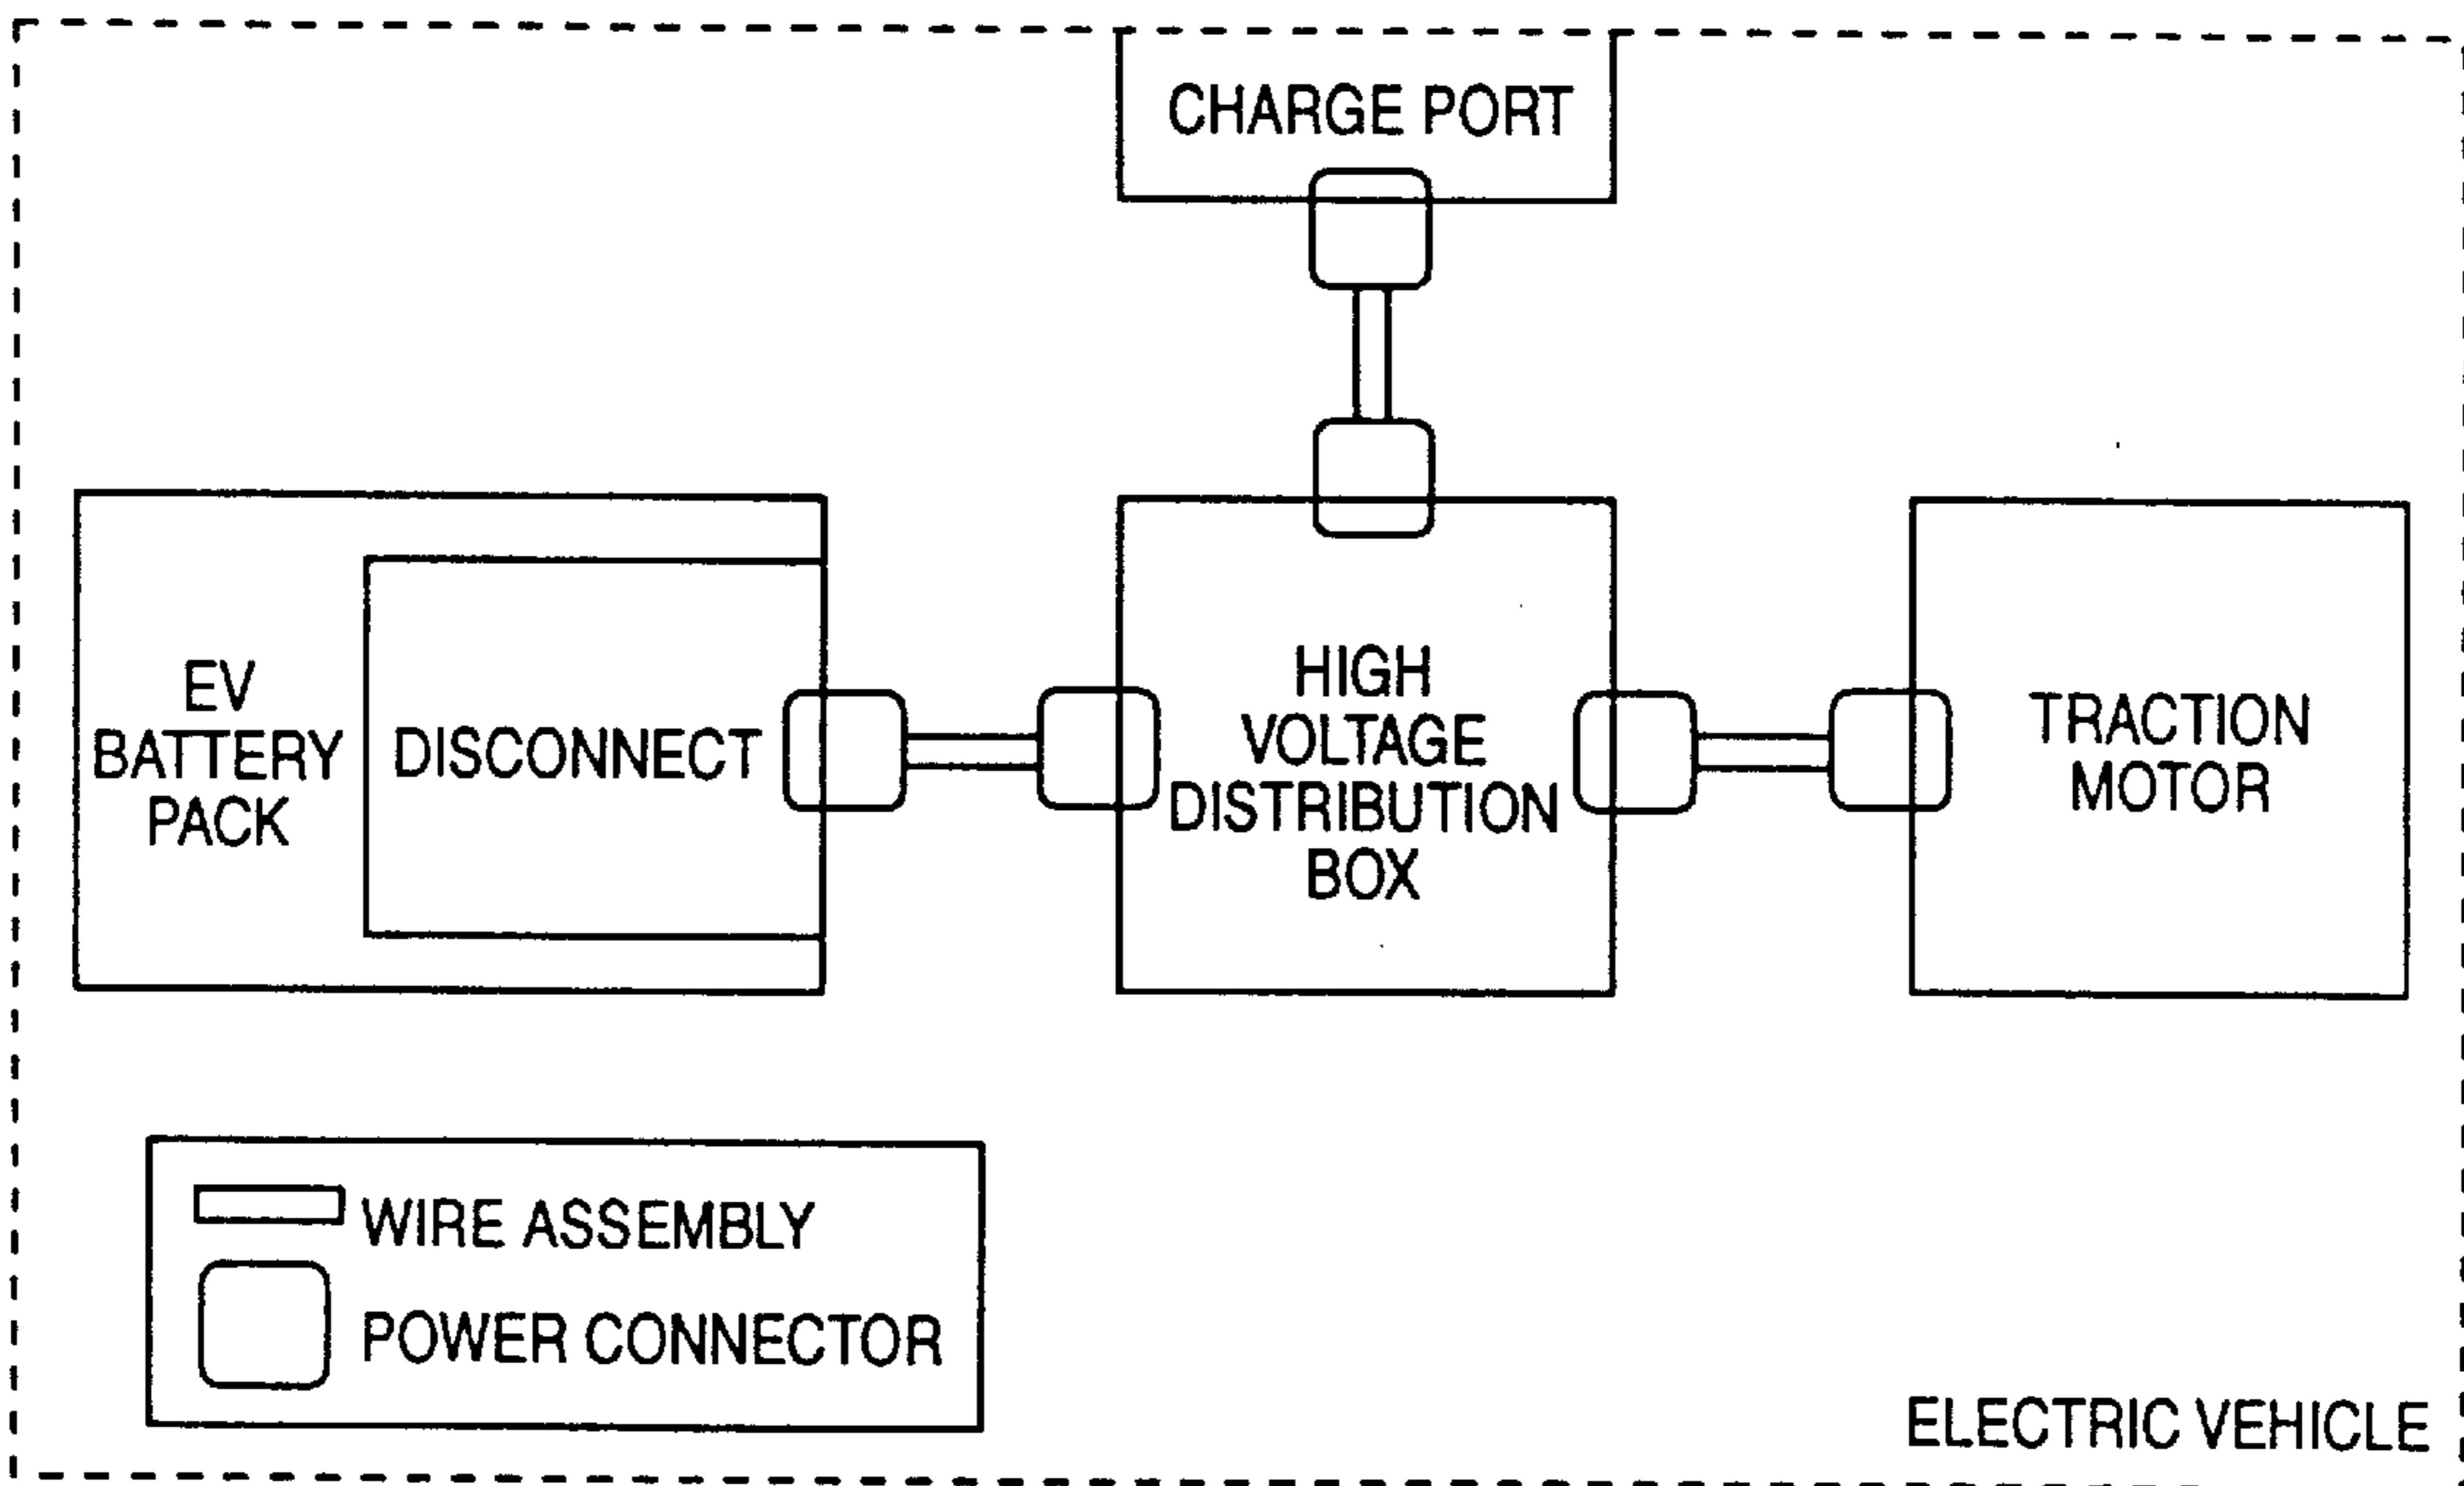 CHARGE PORT
EV
BATTERY
PACK
DISCONNECT
HIGH
VOLTAGE
DISTRIBUTION
BOX
TRACTION
MOTOR
WIRE ASSEMBLY
POWER CONNECTOR
ELECTRIC VEHICLE